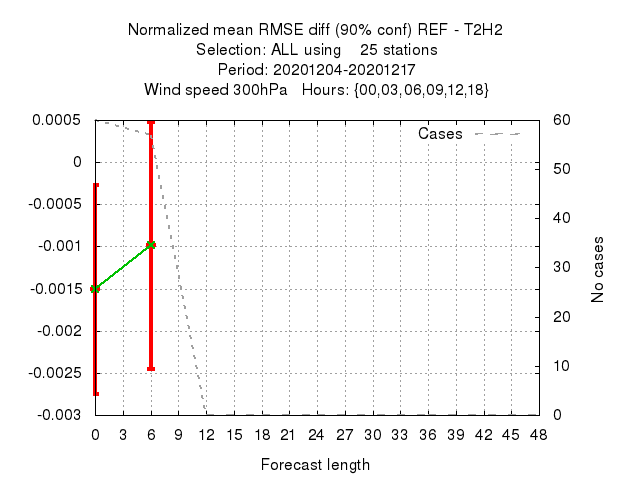 Normalized mean RMSE diff (90% conf) REF - T2H2
Selection: ALL using    25 stations
Period: 20201204-20201217
Wind speed 300hPa   Hours: {00,03,06,09,12,18}
Cases
0.0005
0
-0.0005
-0.001
-0.0015
-0.002
-0.0025
-0.003
60
50
40
30
20
10
0
No cases
0 3 6 9 12 15 18 21 24 27 30 33 36 39 42 45 48
Forecast length